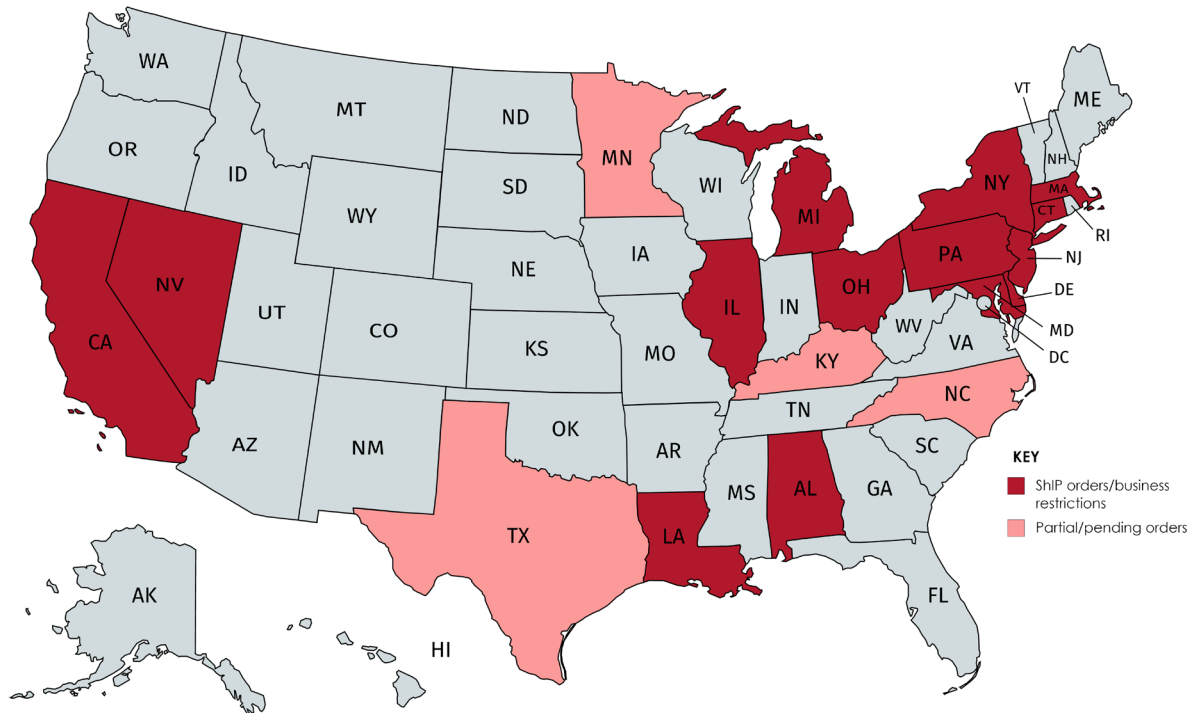 WA
MT
ND
MN
OR
ID
SD
WI
WY
MI
VT
ME
NH
NY
MA
CT
RI
IA
NE
PA
NJ
NV
UT
CO
IL
IN
OH
DE
MD
DC
CA
KS
MO
WV
VA
KY
NC
AZ
NM
OK
AR
TN
SC
MS
AL
GA
TX
LA
FL
AK
HI
KEY
ShIP orders/business
restrictions
Partial/pending orders